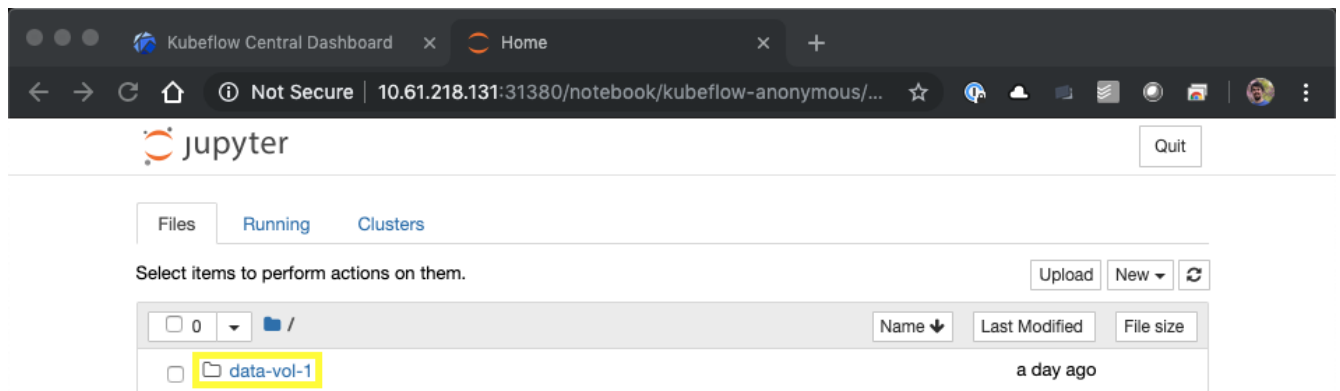 Kubeflow Central Dashboard Home
Not Secure | 10.61.218.131:31380/notebook/kubeflow-anonymous/...
jupyter Quit
Files Running Clusters
Select items to perform actions on them. Upload New
0 / Name Last Modified File size
data-vol-1 a day ago